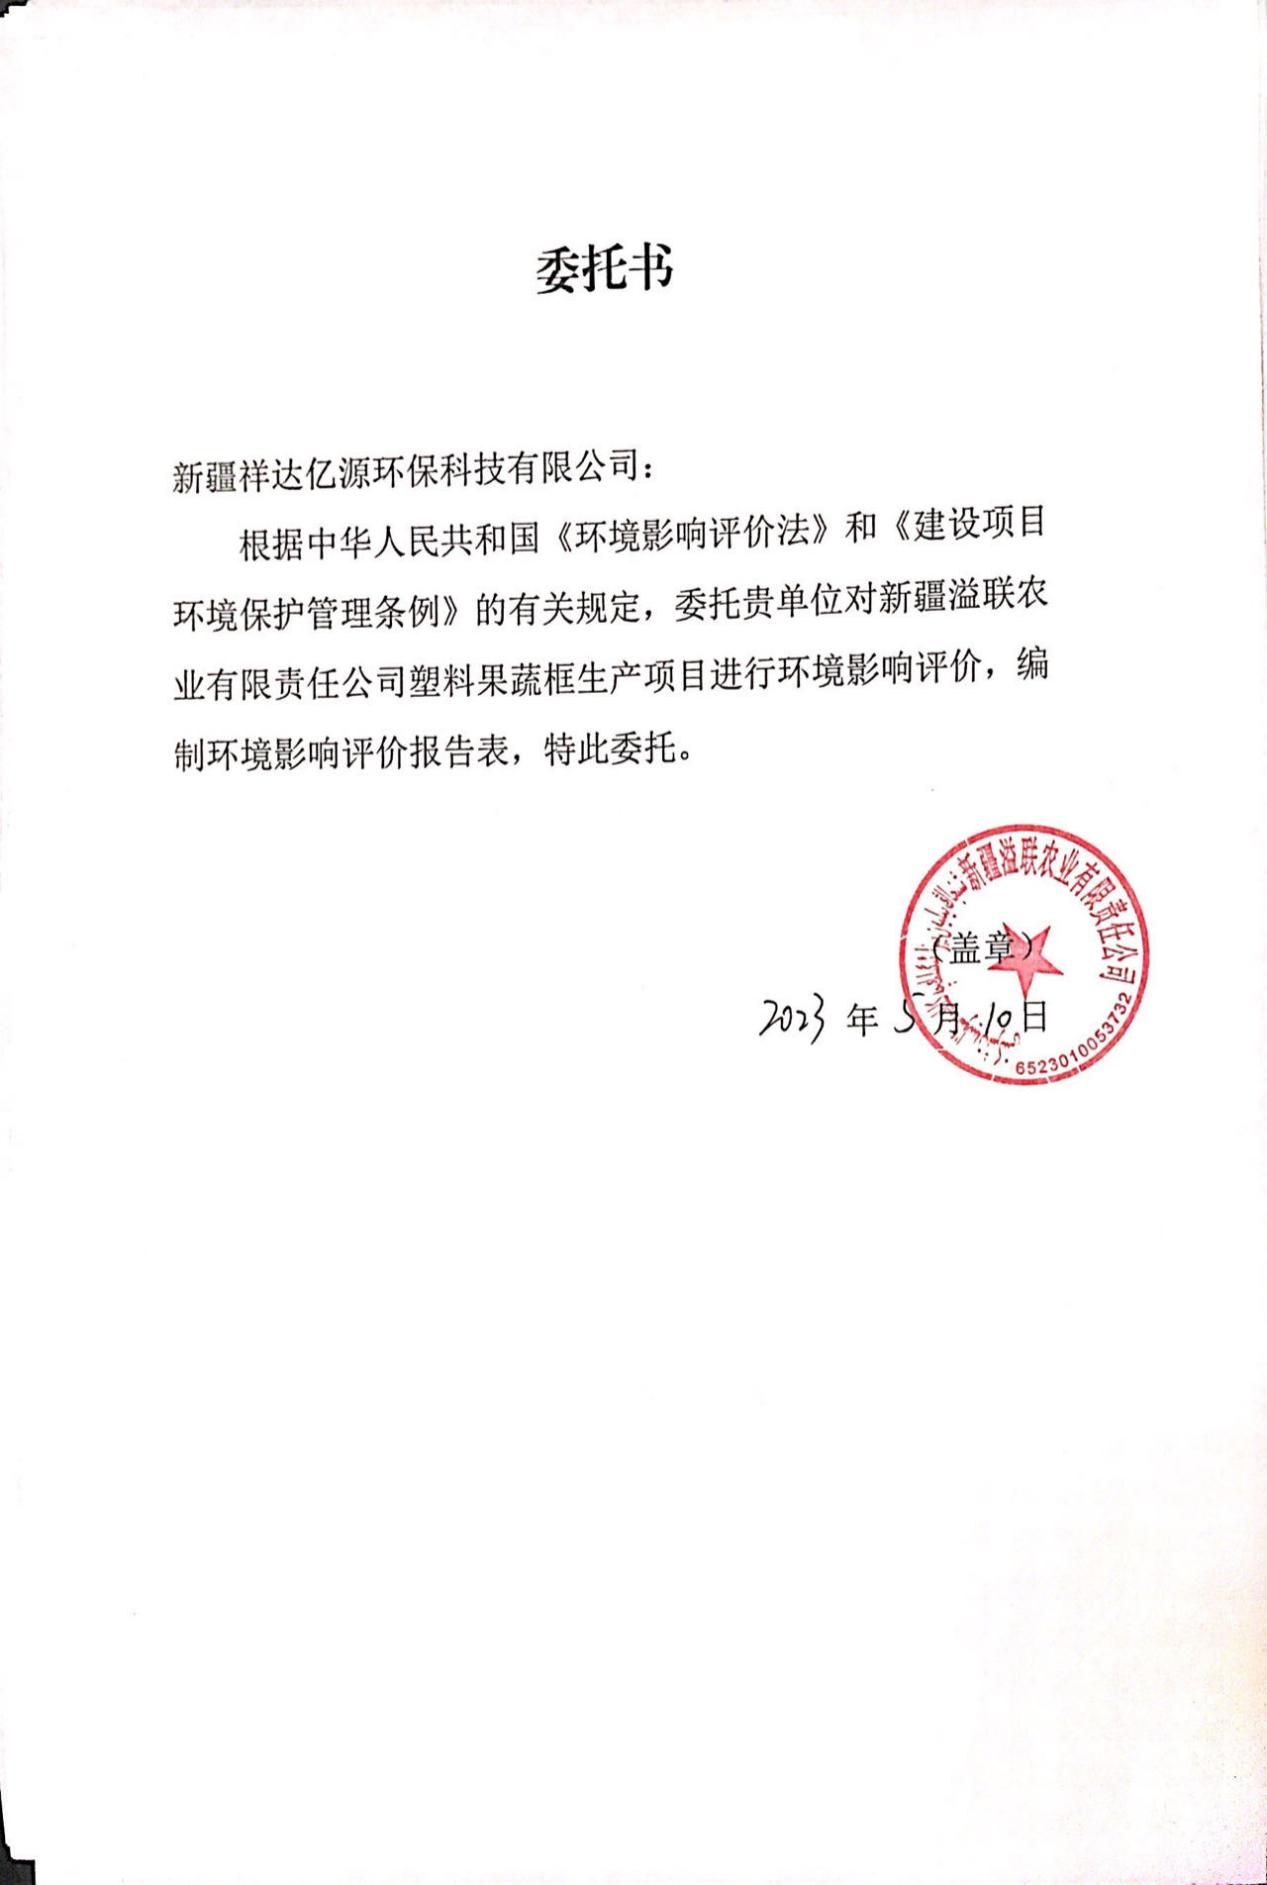 委托书
新疆祥达亿源环保科技有限公司：
根据中华人民共和国《环境影响评价法》和《建设项目
环境保护管理条例》的有关规定，委托贵单位对新疆溢联农
业有限责任公司塑料果蔬框生产项目进行环境影响评价，编
制环境影响评价报告表，特此委托。
新疆溢联农业有限责任公司
（盖章）
2023 年 5 月 10 日
6523010053732